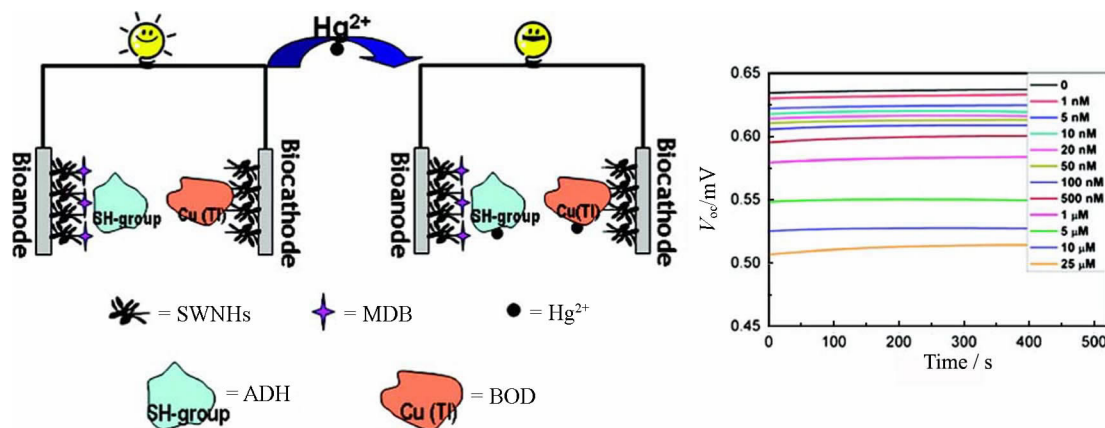 Hg²⁺
Bioanode
SH-group
Cu (TI)
Biocathode
Bioanode
SH-group
Cu(TI)
Biocathode
= SWNHs
= MDB
= Hg²⁺
SH-group
= ADH
Cu (TI)
= BOD
Voc/mV
0.65
0.60
0.55
0.50
0.45
0
100
200
300
400
500
Time / s
0
1 nM
5 nM
10 nM
20 nM
50 nM
100 nM
500 nM
1 μM
5 μM
10 μM
25 μM